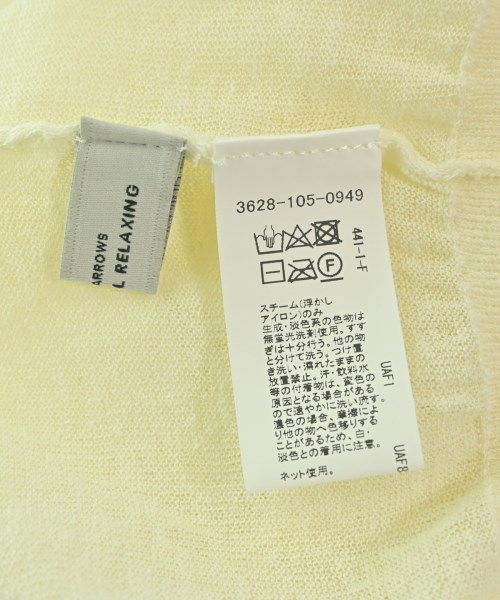 ARROWS
L RELAXING
3628-105-0949
441-1-F
スチーム(浮かし
アイロン)のみ
生成・淡色系の色物は
無蛍光洗剤使用。すす
ぎは十分行う。他の物
と分けて洗う。つけ置
き洗い・濡れたままの
放置禁止。汗・飲料水
等の付着物は、変色の
原因となる場合がある
ので速やかに洗い流す。
濃色の場合、摩擦によ
り他の物へ色移りする
ことがあるため、白・
淡色との着用に注意。
ネット使用。
UAF1
UAF8